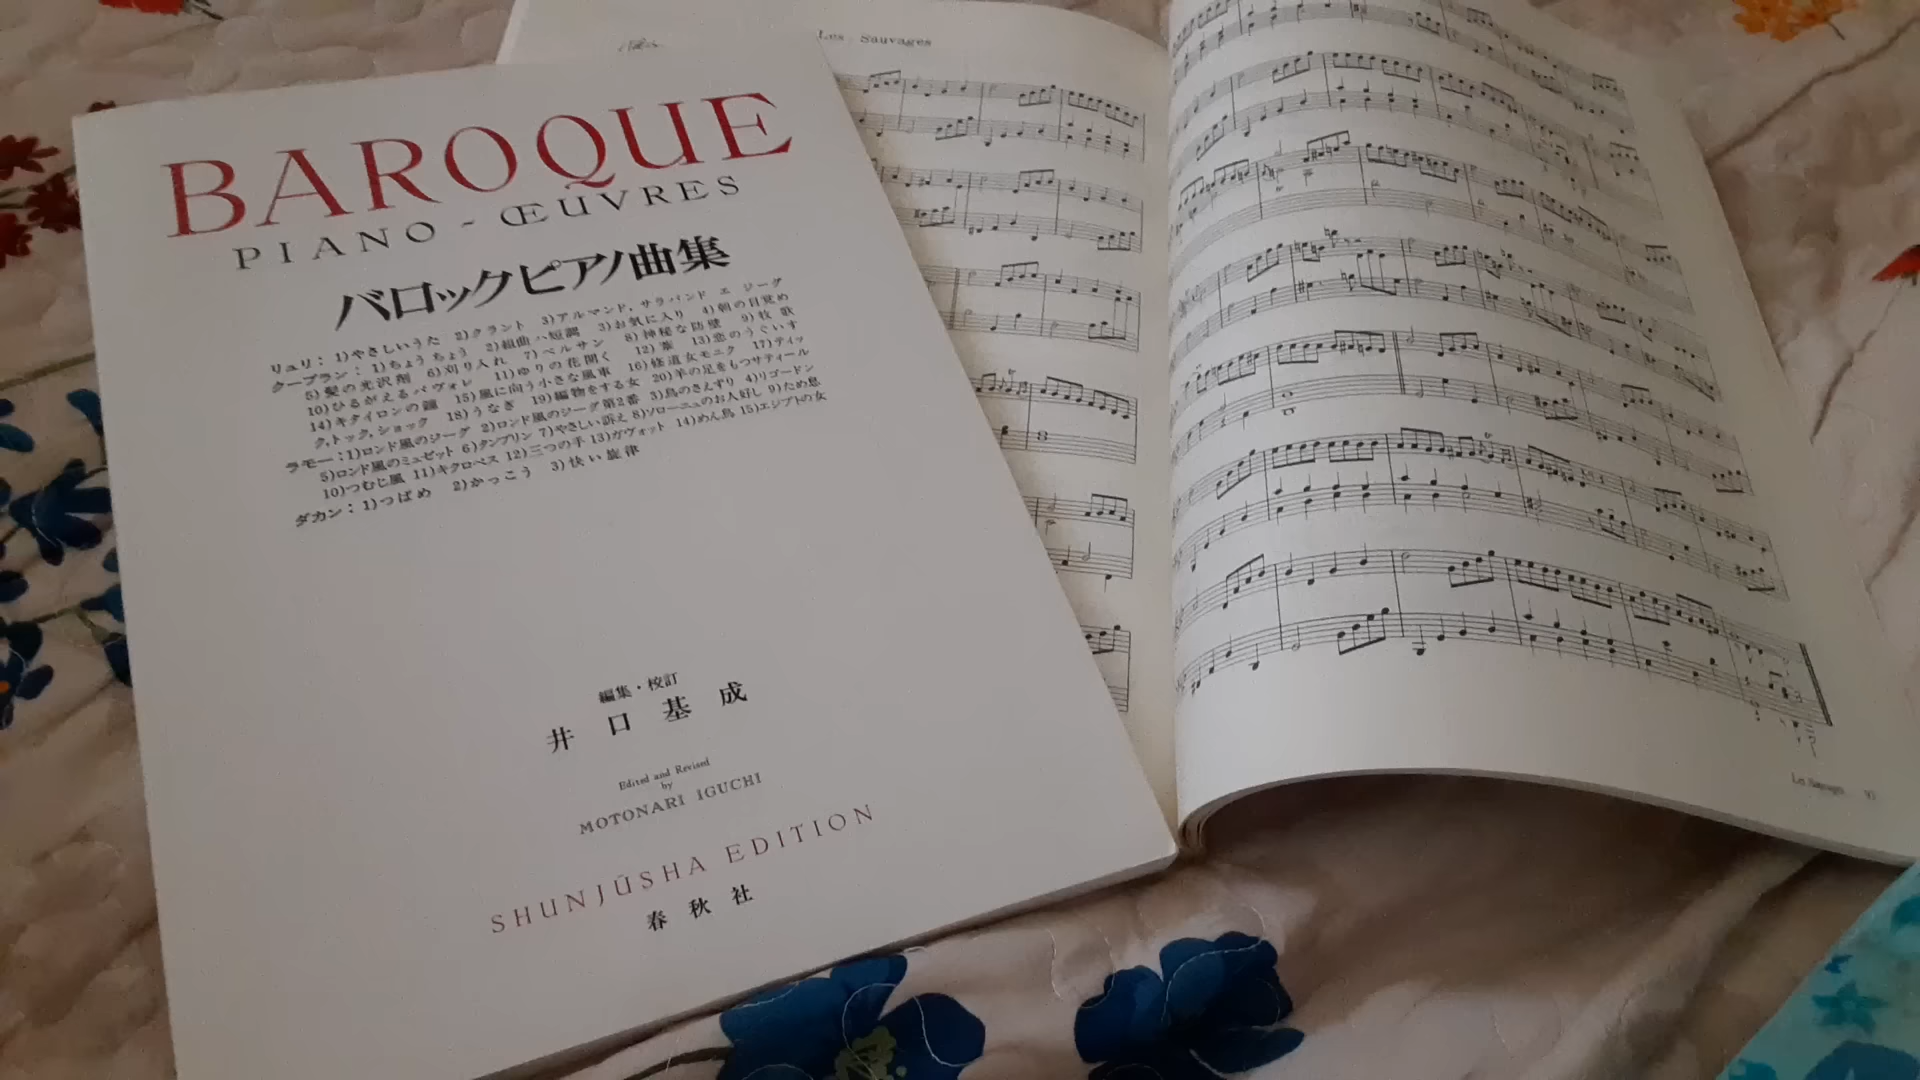 BAROQUE
PIANO - ŒUVRES
バロックピアノ曲集
リュリ: 1)やさしいうた 2)クラント 3)アルマンド, サラバンド エ ジーグ
クープラン: 1)ちょうちょう 2)組曲ハ短調 3)お気に入り 4)朝の目覚め
5)髪の光沢剤 6)刈り入れ 7)ベルサン 8)神秘な防壁 9)牧歌
10)ひるがえるバヴォレ 11)ゆりの花開く 12)葦 13)恋のうぐいす
14)キタイロンの鐘 15)風に向う小さな風車 16)修道女モニク 17)ティッ
ク,トック,ショック 18)うなぎ 19)編物をする女 20)羊の足をもつサティール
ラモー: 1)ロンド風のジーグ 2)ロンド風のジーグ第2番 3)鳥のさえずり 4)リゴードン
5)ロンド風のミュゼット 6)タンブリン 7)やさしい訴え 8)ソローニュのお人好し 9)ため息
10)つむじ風 11)キクロペス 12)三つの手 13)ガヴォット 14)めん鳥 15)エジプトの女
ダカン: 1)つばめ 2)かっこう 3)快い旋律
編集・校訂
井口基成
Edited and Revised
by
MOTONARI IGUCHI
SHUNJŪSHA EDITION
春秋社
Les Sauvages
Les Sauvages